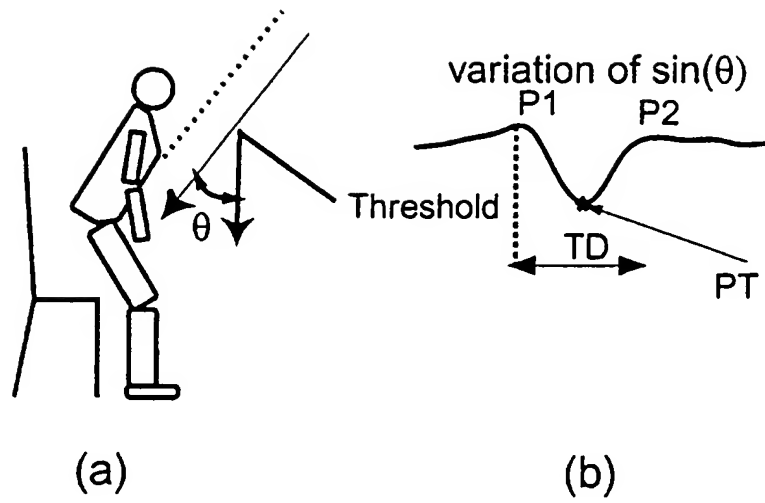 variation of sin(θ)
P1
P2
θ
Threshold
TD
PT
(a)
(b)